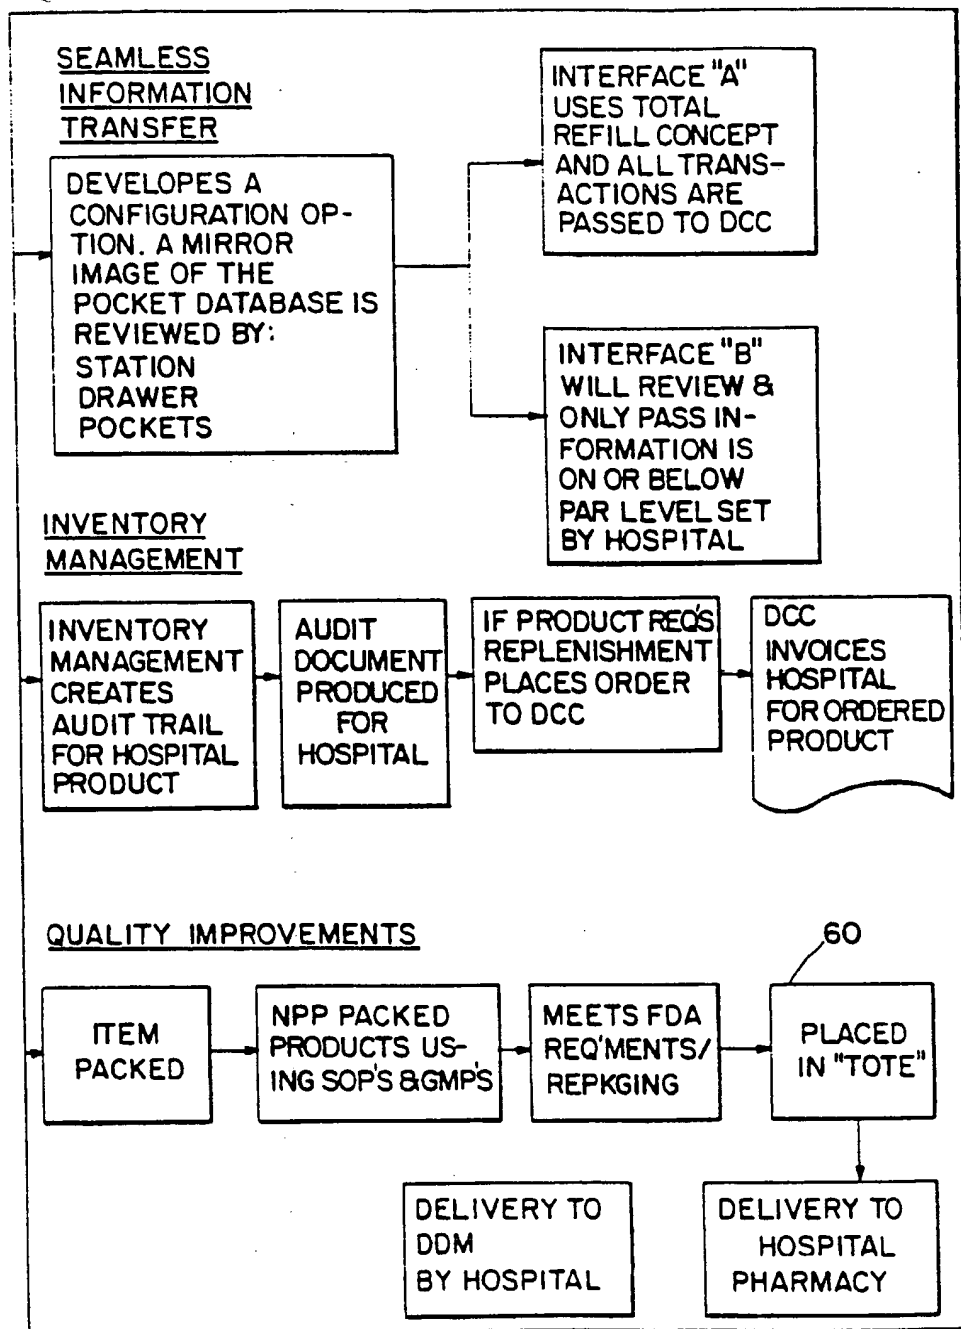 SEAMLESS
INFORMATION
TRANSFER
DEVELOPES A
CONFIGURATION OP-
TION. A MIRROR
IMAGE OF THE
POCKET DATABASE IS
REVIEWED BY:
STATION
DRAWER
POCKETS
INTERFACE "A"
USES TOTAL
REFILL CONCEPT
AND ALL TRANS-
ACTIONS ARE
PASSED TO DCC
INTERFACE "B"
WILL REVIEW &
ONLY PASS IN-
FORMATION IS
ON OR BELOW
PAR LEVEL SET
BY HOSPITAL
INVENTORY
MANAGEMENT
INVENTORY
MANAGEMENT
CREATES
AUDIT TRAIL
FOR HOSPITAL
PRODUCT
AUDIT
DOCUMENT
PRODUCED
FOR
HOSPITAL
IF PRODUCT REQ'S
REPLENISHMENT
PLACES ORDER
TO DCC
DCC
INVOICES
HOSPITAL
FOR ORDERED
PRODUCT
QUALITY IMPROVEMENTS
60
ITEM
PACKED
NPP PACKED
PRODUCTS US-
ING SOP'S &GMP'S
MEETS FDA
REQ'MENTS/
REPKGING
PLACED
IN "TOTE"
DELIVERY TO
DDM
BY HOSPITAL
DELIVERY TO
HOSPITAL
PHARMACY